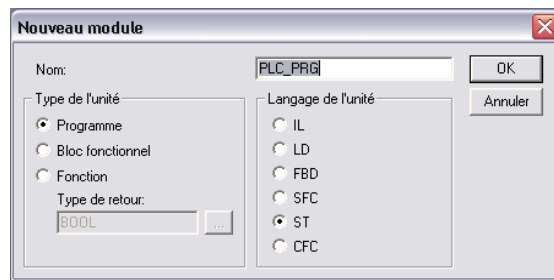 Nouveau module
Nom:
PLC_PRG
OK
Annuler
Type de l'unité
Programme
Bloc fonctionnel
Fonction
Type de retour:
BOOL
...
Langage de l'unité
IL
LD
FBD
SFC
ST
CFC